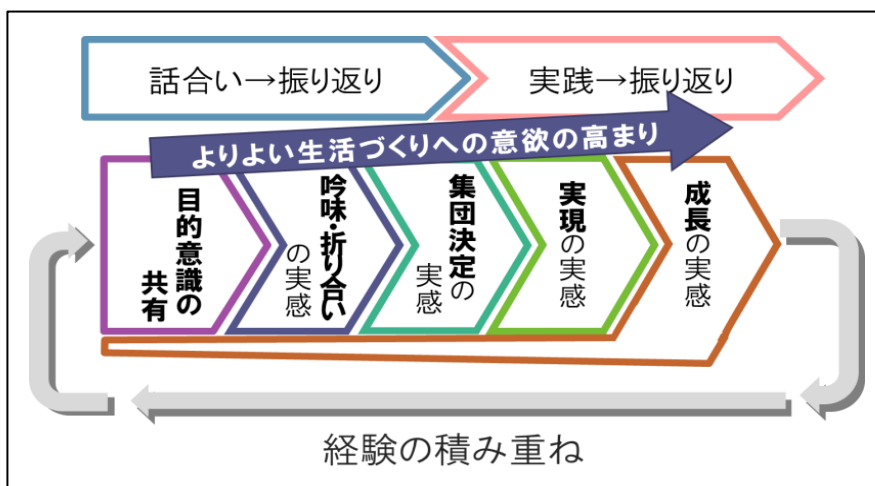 話合い→振り返り
実践→振り返り
よりよい生活づくりへの意欲の高まり
目的意識の
共有
吟味・折り合い
の実感
集団決定の
実感
実現の実感
成長の実感
経験の積み重ね